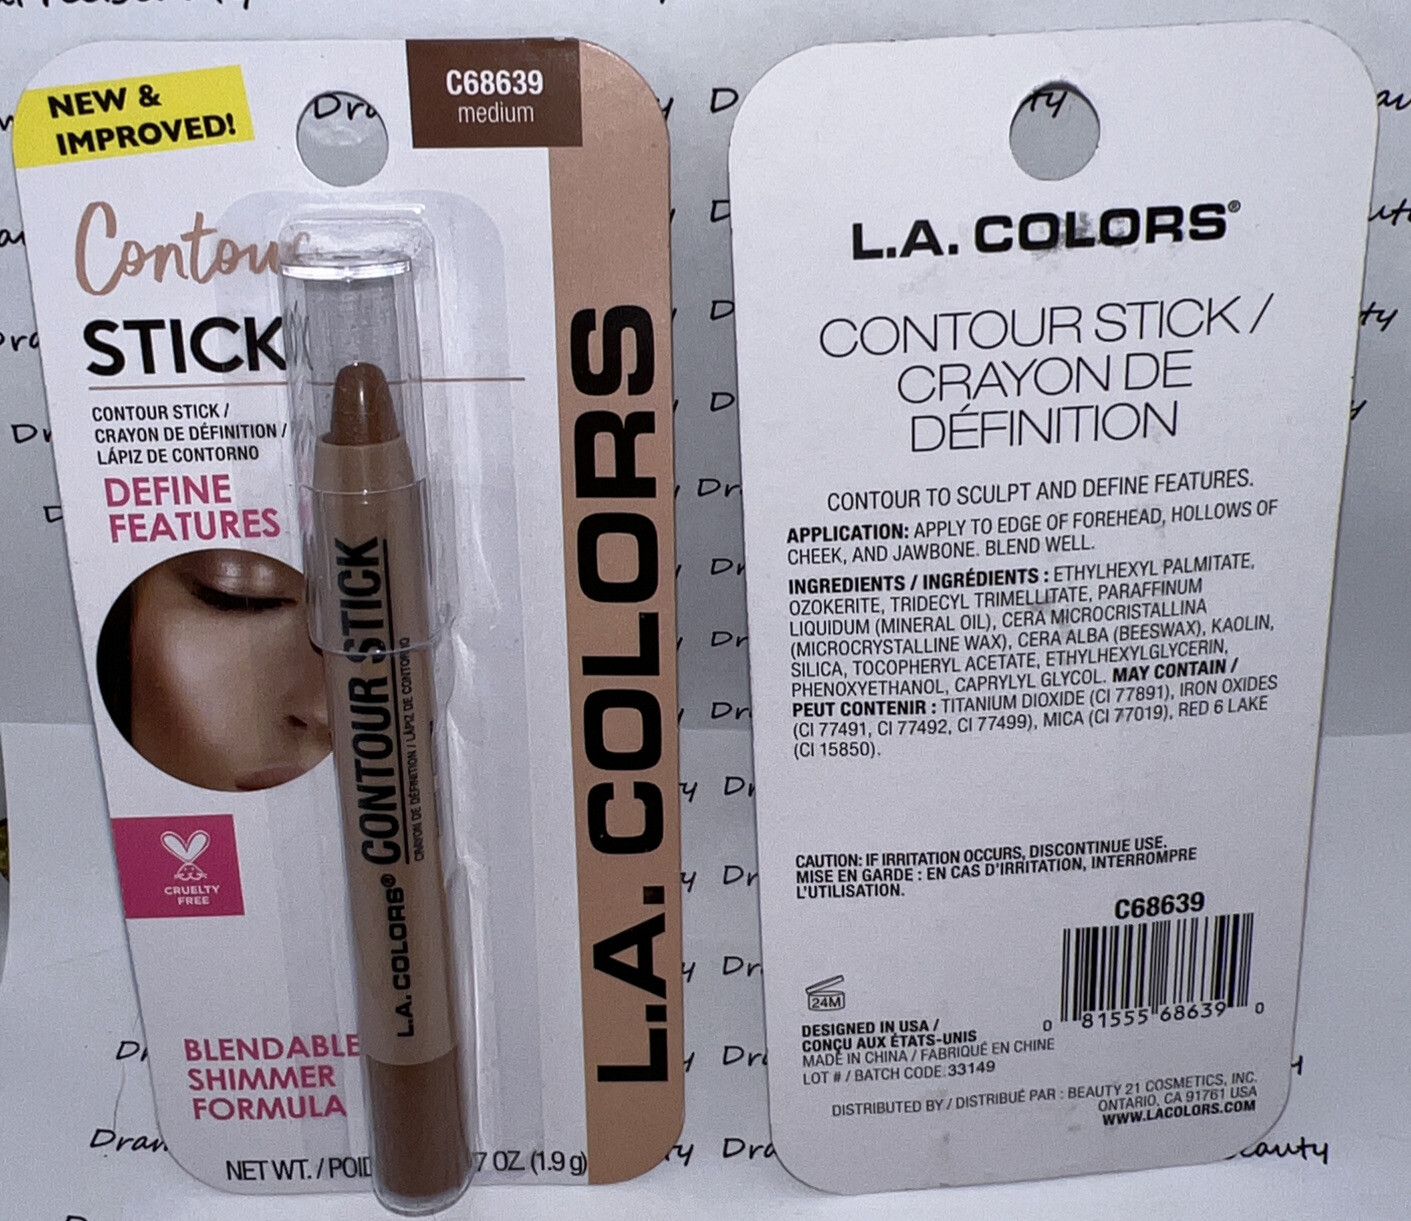 NEW &
IMPROVED!
C68639
medium
Contour
STICK
CONTOUR STICK /
CRAYON DE DÉFINITION /
LÁPIZ DE CONTORNO
DEFINE
FEATURES
CRUELTY
FREE
BLENDABLE
SHIMMER
FORMULA
NET WT. / POID
7 OZ. (1.9 g)
L.A. COLORS® CONTOUR STICK
CRAYON DE DÉFINITION / LÁPIZ DE CONTORNO
L.A. COLORS
L.A. COLORS®
CONTOUR STICK /
CRAYON DE
DÉFINITION
CONTOUR TO SCULPT AND DEFINE FEATURES.
APPLICATION: APPLY TO EDGE OF FOREHEAD, HOLLOWS OF
CHEEK, AND JAWBONE. BLEND WELL.
INGREDIENTS / INGRÉDIENTS : ETHYLHEXYL PALMITATE,
OZOKERITE, TRIDECYL TRIMELLITATE, PARAFFINUM
LIQUIDUM (MINERAL OIL), CERA MICROCRISTALLINA
(MICROCRYSTALLINE WAX), CERA ALBA (BEESWAX), KAOLIN,
SILICA, TOCOPHERYL ACETATE, ETHYLHEXYLGLYCERIN,
PHENOXYETHANOL, CAPRYLYL GLYCOL. MAY CONTAIN /
PEUT CONTENIR : TITANIUM DIOXIDE (CI 77891), IRON OXIDES
(CI 77491, CI 77492, CI 77499), MICA (CI 77019), RED 6 LAKE
(CI 15850).
CAUTION: IF IRRITATION OCCURS, DISCONTINUE USE.
MISE EN GARDE : EN CAS D'IRRITATION, INTERROMPRE
L'UTILISATION.
C68639
0 81555 68639 0
24M
DESIGNED IN USA /
CONÇU AUX ÉTATS-UNIS
MADE IN CHINA / FABRIQUÉ EN CHINE
LOT # / BATCH CODE: 33149
DISTRIBUTED BY / DISTRIBUÉ PAR : BEAUTY 21 COSMETICS, INC.
ONTARIO, CA 91761 USA
WWW.LACOLORS.COM